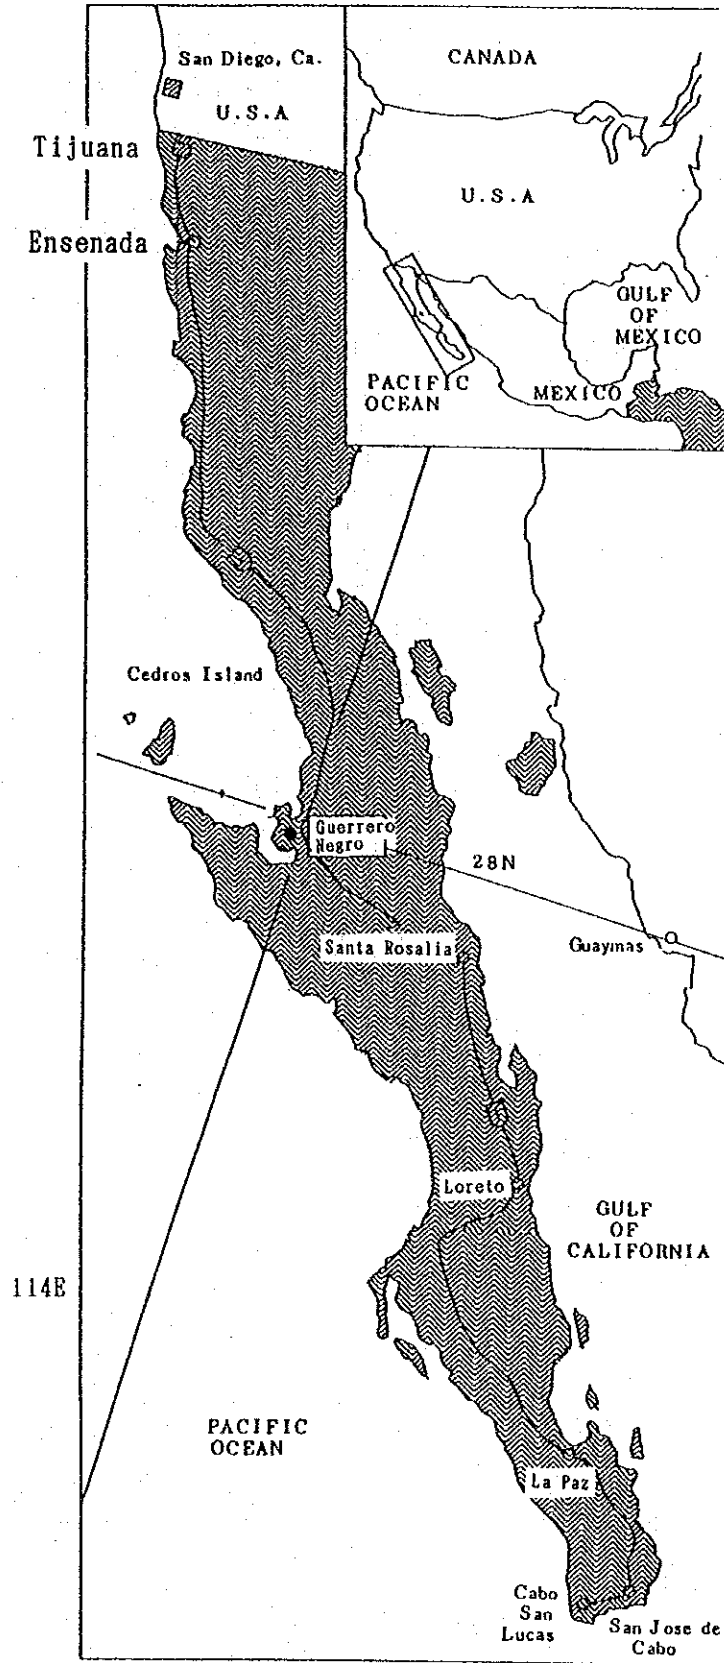 San Diego, Ca.
U.S.A
Tijuana
Ensenada
CANADA
U.S.A
GULF
OF
MEXICO
PACIFIC
OCEAN
MEXICO
Cedros Island
Guerrero
Negro
28N
Santa Rosalia
Guaymas
Loreto
GULF
OF
CALIFORNIA
114E
PACIFIC
OCEAN
La Paz
Cabo
San
Lucas
San Jose de
Cabo